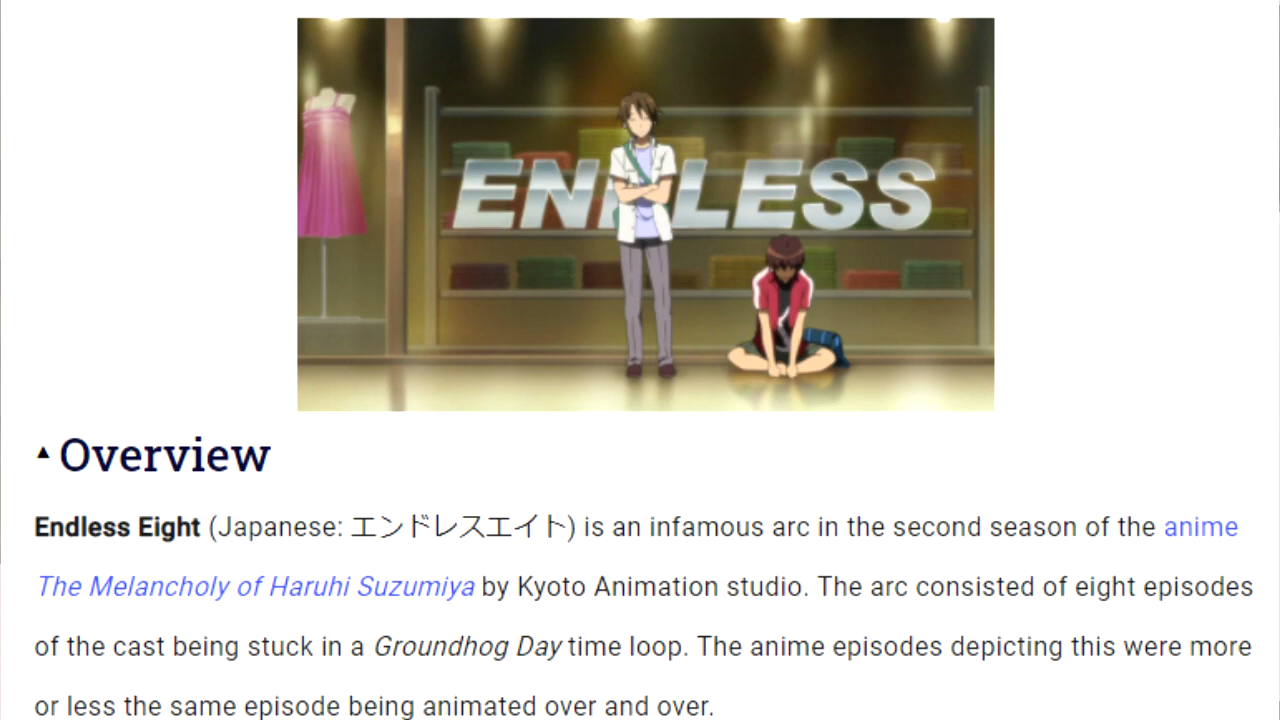 ENDLESS
Overview
Endless Eight (Japanese: エンドレスエイト) is an infamous arc in the second season of the anime
The Melancholy of Haruhi Suzumiya by Kyoto Animation studio. The arc consisted of eight episodes
of the cast being stuck in a Groundhog Day time loop. The anime episodes depicting this were more
or less the same episode being animated over and over.